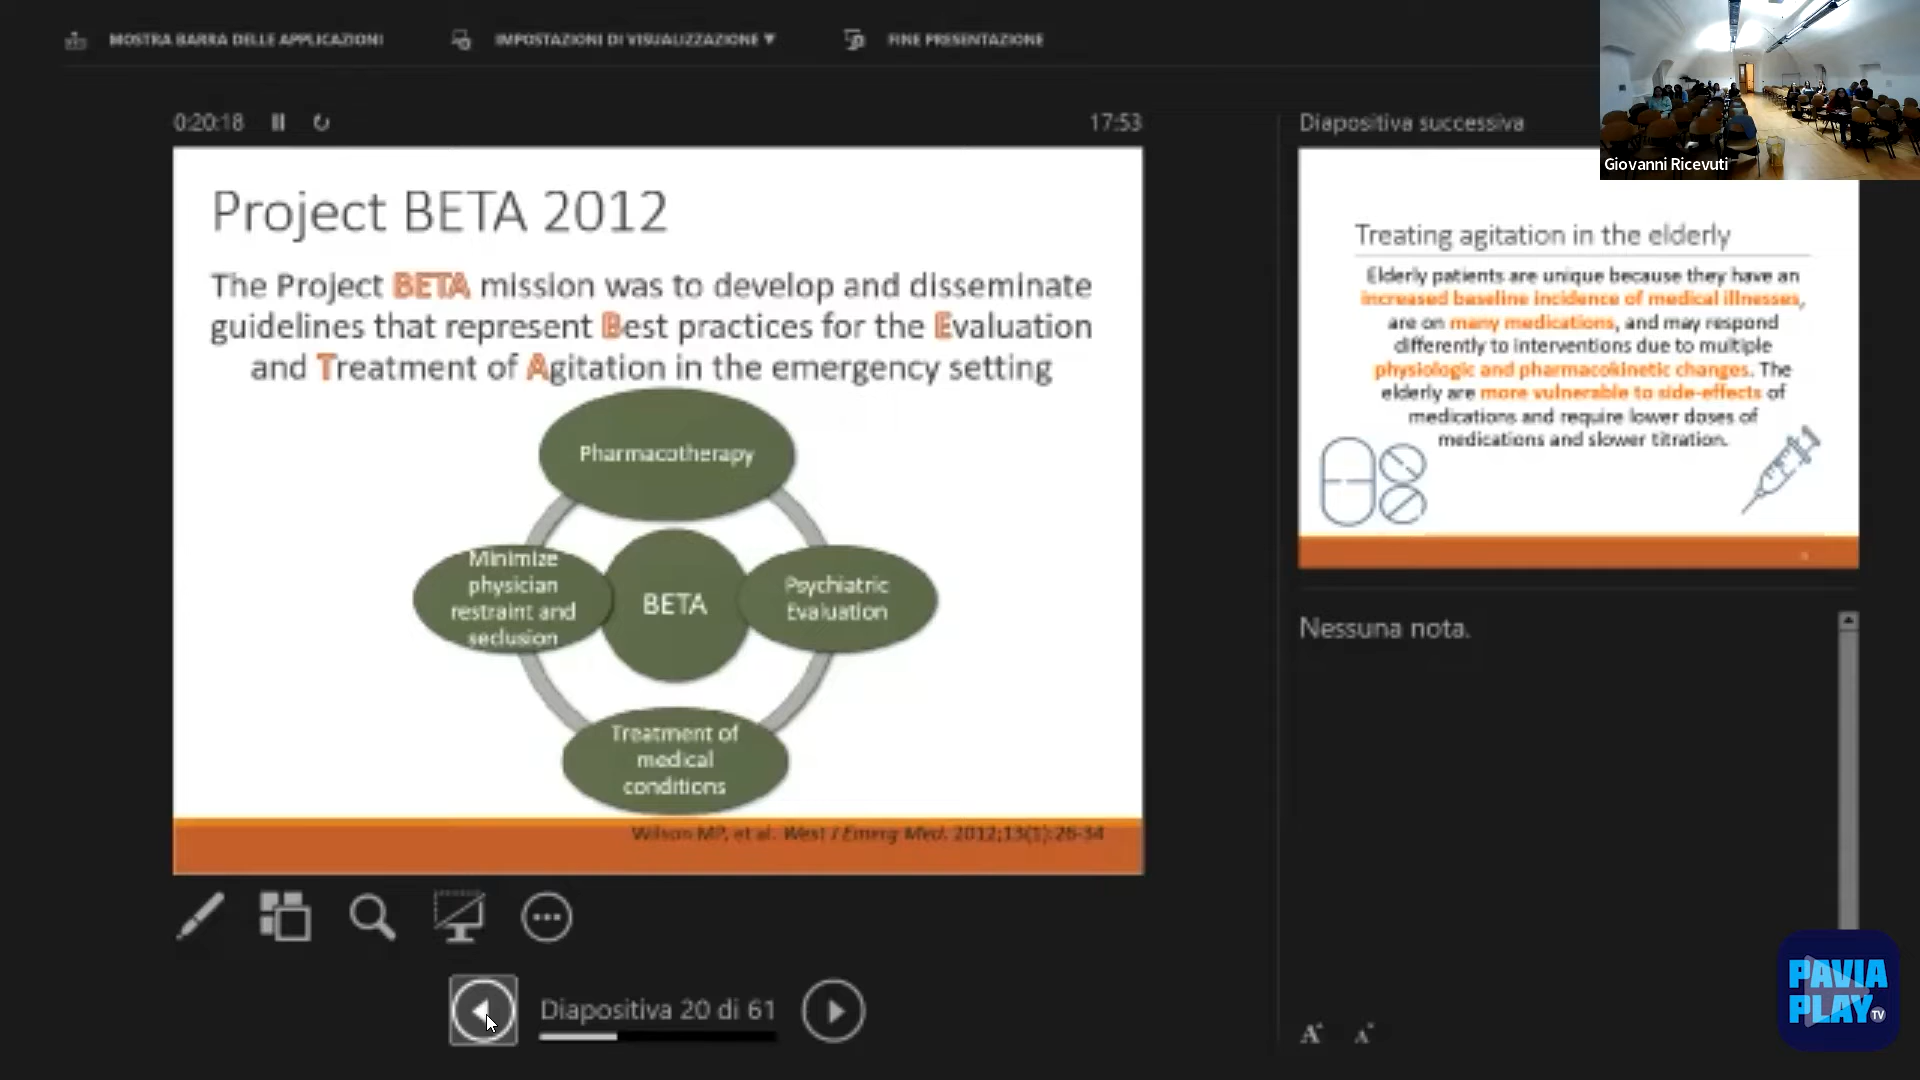 MOSTRA BARRA DELLE APPLICAZIONI
IMPOSTAZIONI DI VISUALIZZAZIONE ▼
FINE PRESENTAZIONE
Giovanni Ricevuti
0:20:18
17:53
Project BETA 2012
The Project BETA mission was to develop and disseminate
guidelines that represent Best practices for the Evaluation
and Treatment of Agitation in the emergency setting
Pharmacotherapy
Minimize
physician
restraint and
seclusion
BETA
Psychiatric
Evaluation
Treatment of
medical
conditions
Wilson MP, et al. West J Emerg Med. 2012;13(1):26-34
Diapositiva successiva
Treating agitation in the elderly
Elderly patients are unique because they have an
increased baseline incidence of medical illnesses,
are on many medications, and may respond
differently to interventions due to multiple
physiologic and pharmacokinetic changes. The
elderly are more vulnerable to side-effects of
medications and require lower doses of
medications and slower titration.
Nessuna nota.
Diapositiva 20 di 61
A A
PAVIA
PLAY TV